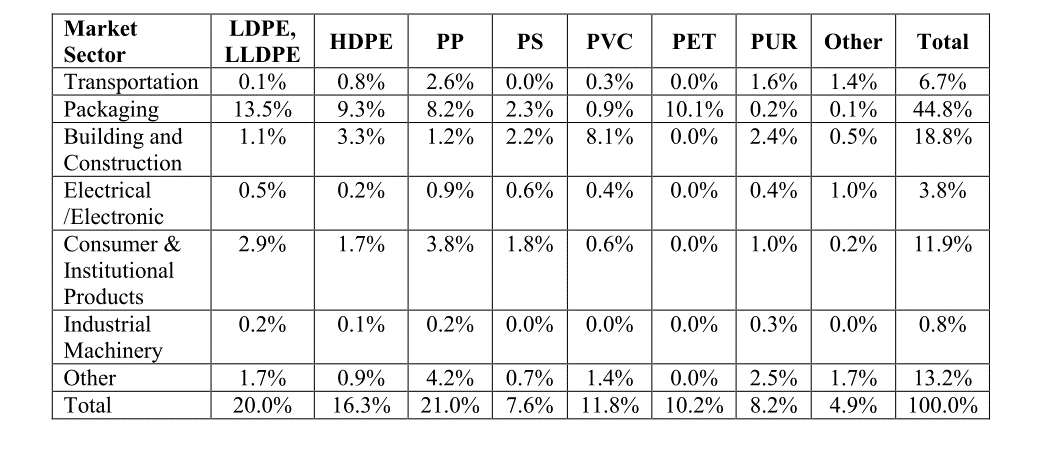 Market Sector LDPE, LLDPE HDPE PP PS PVC PET PUR Other Total
Transportation 0.1% 0.8% 2.6% 0.0% 0.3% 0.0% 1.6% 1.4% 6.7%
Packaging 13.5% 9.3% 8.2% 2.3% 0.9% 10.1% 0.2% 0.1% 44.8%
Building and Construction 1.1% 3.3% 1.2% 2.2% 8.1% 0.0% 2.4% 0.5% 18.8%
Electrical /Electronic 0.5% 0.2% 0.9% 0.6% 0.4% 0.0% 0.4% 1.0% 3.8%
Consumer & Institutional Products 2.9% 1.7% 3.8% 1.8% 0.6% 0.0% 1.0% 0.2% 11.9%
Industrial Machinery 0.2% 0.1% 0.2% 0.0% 0.0% 0.0% 0.3% 0.0% 0.8%
Other 1.7% 0.9% 4.2% 0.7% 1.4% 0.0% 2.5% 1.7% 13.2%
Total 20.0% 16.3% 21.0% 7.6% 11.8% 10.2% 8.2% 4.9% 100.0%